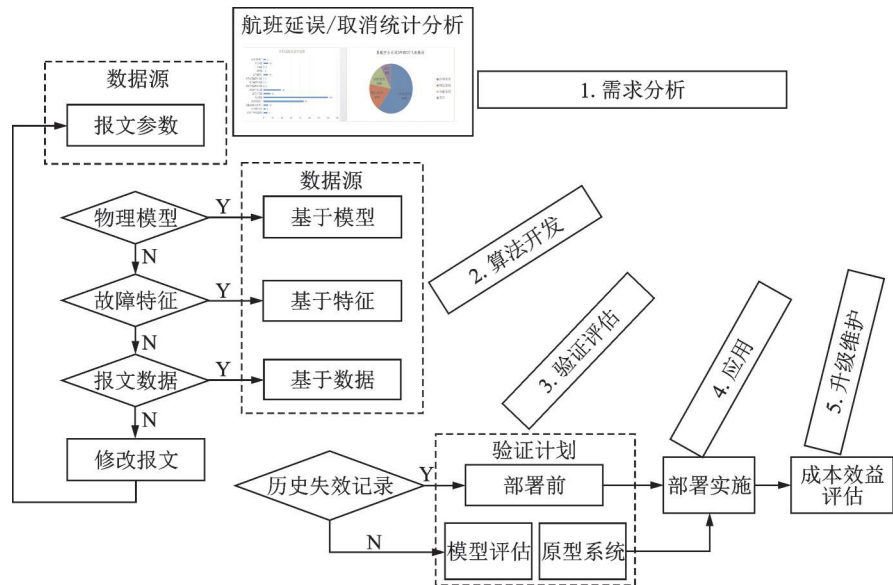 航班延误/取消统计分析
数据源
报文参数
1. 需求分析
数据源
物理模型
Y
基于模型
N
2. 算法开发
故障特征
Y
基于特征
N
3. 验证评估
4. 应用
5. 升级维护
报文数据
Y
基于数据
N
修改报文
验证计划
历史失效记录
Y
部署前
部署实施
成本效益
评估
N
模型评估
原型系统